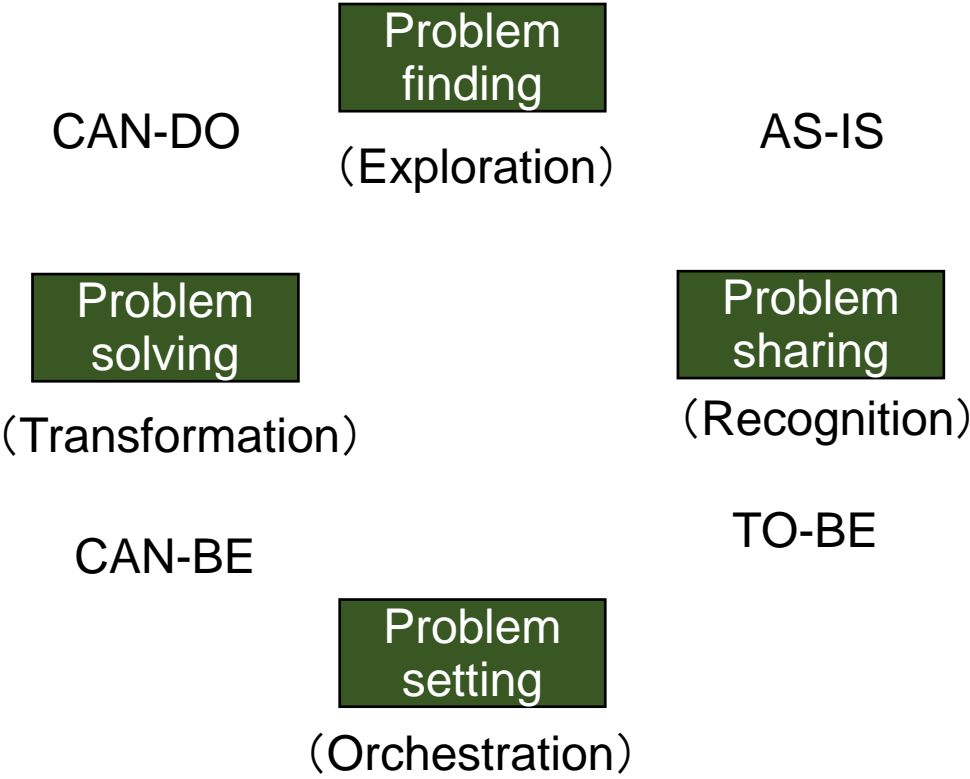 Problem
finding
CAN-DO
AS-IS
（Exploration）
Problem
solving
Problem
sharing
（Transformation）
（Recognition）
TO-BE
CAN-BE
Problem
setting
（Orchestration）